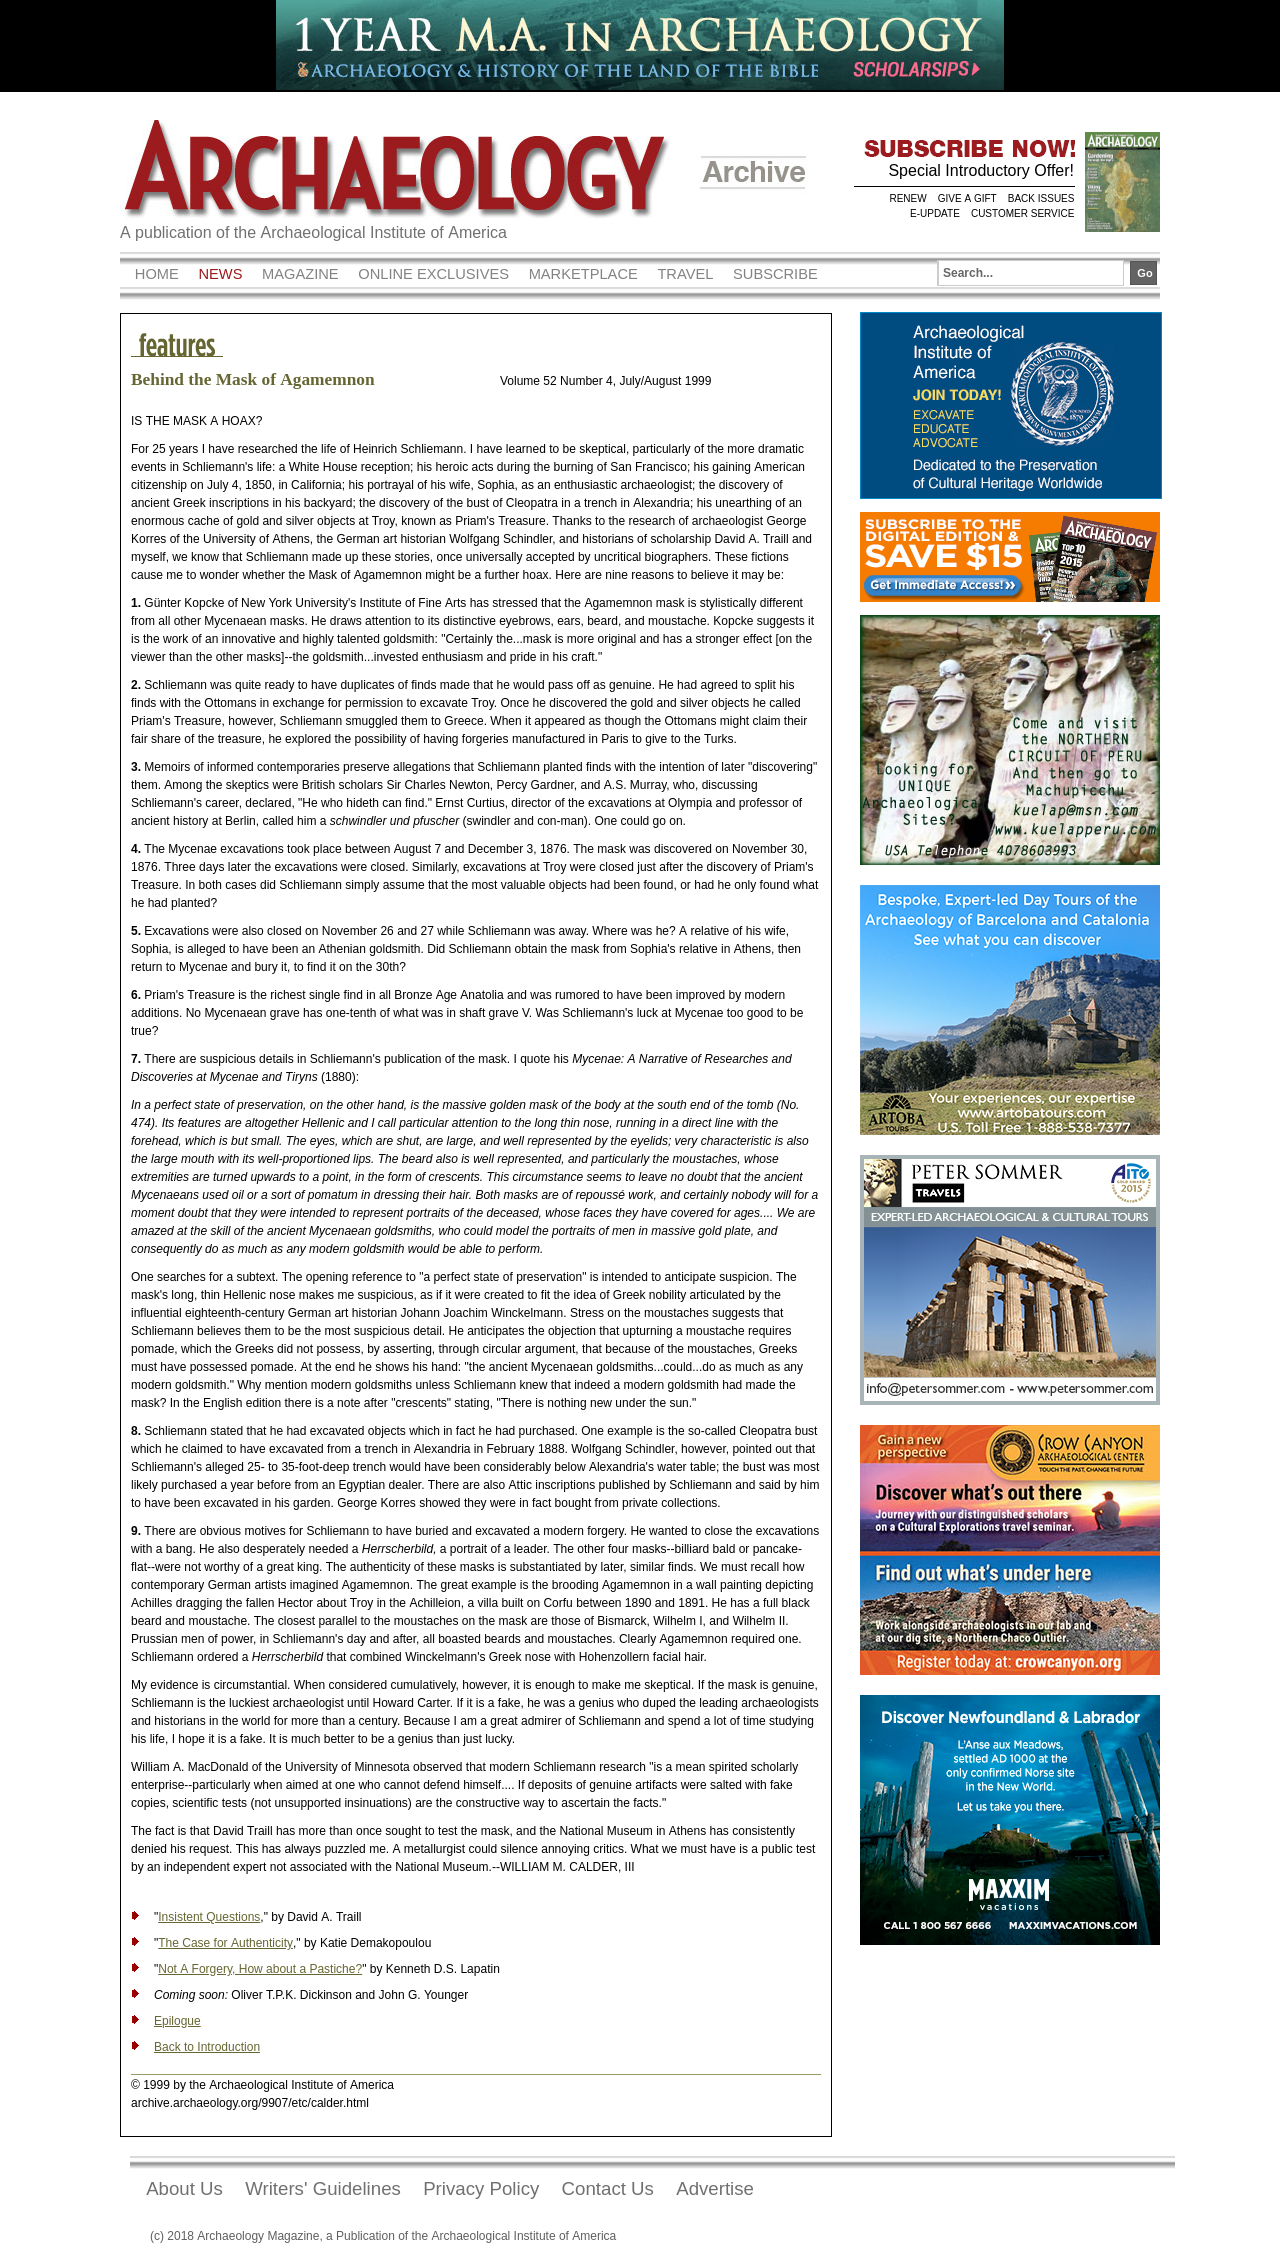 1 YEAR M.A. IN ARCHAEOLOGY
ARCHAEOLOGY & HISTORY OF THE LAND OF THE BIBLE SCHOLARSIPS
ARCHAEOLOGY
Archive
A publication of the Archaeological Institute of America
SUBSCRIBE NOW!
Special Introductory Offer!
RENEW GIVE A GIFT BACK ISSUES
E-UPDATE CUSTOMER SERVICE
ARCHAEOLOGY
HOME NEWS MAGAZINE ONLINE EXCLUSIVES MARKETPLACE TRAVEL SUBSCRIBE
Search... Go
features
Behind the Mask of Agamemnon Volume 52 Number 4, July/August 1999
IS THE MASK A HOAX?
For 25 years I have researched the life of Heinrich Schliemann. I have learned to be skeptical, particularly of the more dramatic
events in Schliemann's life: a White House reception; his heroic acts during the burning of San Francisco; his gaining American
citizenship on July 4, 1850, in California; his portrayal of his wife, Sophia, as an enthusiastic archaeologist; the discovery of
ancient Greek inscriptions in his backyard; the discovery of the bust of Cleopatra in a trench in Alexandria; his unearthing of an
enormous cache of gold and silver objects at Troy, known as Priam's Treasure. Thanks to the research of archaeologist George
Korres of the University of Athens, the German art historian Wolfgang Schindler, and historians of scholarship David A. Traill and
myself, we know that Schliemann made up these stories, once universally accepted by uncritical biographers. These fictions
cause me to wonder whether the Mask of Agamemnon might be a further hoax. Here are nine reasons to believe it may be:
1. Günter Kopcke of New York University's Institute of Fine Arts has stressed that the Agamemnon mask is stylistically different
from all other Mycenaean masks. He draws attention to its distinctive eyebrows, ears, beard, and moustache. Kopcke suggests it
is the work of an innovative and highly talented goldsmith: "Certainly the...mask is more original and has a stronger effect [on the
viewer than the other masks]--the goldsmith...invested enthusiasm and pride in his craft."
2. Schliemann was quite ready to have duplicates of finds made that he would pass off as genuine. He had agreed to split his
finds with the Ottomans in exchange for permission to excavate Troy. Once he discovered the gold and silver objects he called
Priam's Treasure, however, Schliemann smuggled them to Greece. When it appeared as though the Ottomans might claim their
fair share of the treasure, he explored the possibility of having forgeries manufactured in Paris to give to the Turks.
3. Memoirs of informed contemporaries preserve allegations that Schliemann planted finds with the intention of later "discovering"
them. Among the skeptics were British scholars Sir Charles Newton, Percy Gardner, and A.S. Murray, who, discussing
Schliemann's career, declared, "He who hideth can find." Ernst Curtius, director of the excavations at Olympia and professor of
ancient history at Berlin, called him a schwindler und pfuscher (swindler and con-man). One could go on.
4. The Mycenae excavations took place between August 7 and December 3, 1876. The mask was discovered on November 30,
1876. Three days later the excavations were closed. Similarly, excavations at Troy were closed just after the discovery of Priam's
Treasure. In both cases did Schliemann simply assume that the most valuable objects had been found, or had he only found what
he had planted?
5. Excavations were also closed on November 26 and 27 while Schliemann was away. Where was he? A relative of his wife,
Sophia, is alleged to have been an Athenian goldsmith. Did Schliemann obtain the mask from Sophia's relative in Athens, then
return to Mycenae and bury it, to find it on the 30th?
6. Priam's Treasure is the richest single find in all Bronze Age Anatolia and was rumored to have been improved by modern
additions. No Mycenaean grave has one-tenth of what was in shaft grave V. Was Schliemann's luck at Mycenae too good to be
true?
7. There are suspicious details in Schliemann's publication of the mask. I quote his Mycenae: A Narrative of Researches and
Discoveries at Mycenae and Tiryns (1880):
In a perfect state of preservation, on the other hand, is the massive golden mask of the body at the south end of the tomb (No.
474). Its features are altogether Hellenic and I call particular attention to the long thin nose, running in a direct line with the
forehead, which is but small. The eyes, which are shut, are large, and well represented by the eyelids; very characteristic is also
the large mouth with its well-proportioned lips. The beard also is well represented, and particularly the moustaches, whose
extremities are turned upwards to a point, in the form of crescents. This circumstance seems to leave no doubt that the ancient
Mycenaeans used oil or a sort of pomatum in dressing their hair. Both masks are of repoussé work, and certainly nobody will for a
moment doubt that they were intended to represent portraits of the deceased, whose faces they have covered for ages.... We are
amazed at the skill of the ancient Mycenaean goldsmiths, who could model the portraits of men in massive gold plate, and
consequently do as much as any modern goldsmith would be able to perform.
One searches for a subtext. The opening reference to "a perfect state of preservation" is intended to anticipate suspicion. The
mask's long, thin Hellenic nose makes me suspicious, as if it were created to fit the idea of Greek nobility articulated by the
influential eighteenth-century German art historian Johann Joachim Winckelmann. Stress on the moustaches suggests that
Schliemann believes them to be the most suspicious detail. He anticipates the objection that upturning a moustache requires
pomade, which the Greeks did not possess, by asserting, through circular argument, that because of the moustaches, Greeks
must have possessed pomade. At the end he shows his hand: "the ancient Mycenaean goldsmiths...could...do as much as any
modern goldsmith." Why mention modern goldsmiths unless Schliemann knew that indeed a modern goldsmith had made the
mask? In the English edition there is a note after "crescents" stating, "There is nothing new under the sun."
8. Schliemann stated that he had excavated objects which in fact he had purchased. One example is the so-called Cleopatra bust
which he claimed to have excavated from a trench in Alexandria in February 1888. Wolfgang Schindler, however, pointed out that
Schliemann's alleged 25- to 35-foot-deep trench would have been considerably below Alexandria's water table; the bust was most
likely purchased a year before from an Egyptian dealer. There are also Attic inscriptions published by Schliemann and said by him
to have been excavated in his garden. George Korres showed they were in fact bought from private collections.
9. There are obvious motives for Schliemann to have buried and excavated a modern forgery. He wanted to close the excavations
with a bang. He also desperately needed a Herrscherbild, a portrait of a leader. The other four masks--billiard bald or pancake-
flat--were not worthy of a great king. The authenticity of these masks is substantiated by later, similar finds. We must recall how
contemporary German artists imagined Agamemnon. The great example is the brooding Agamemnon in a wall painting depicting
Achilles dragging the fallen Hector about Troy in the Achilleion, a villa built on Corfu between 1890 and 1891. He has a full black
beard and moustache. The closest parallel to the moustaches on the mask are those of Bismarck, Wilhelm I, and Wilhelm II.
Prussian men of power, in Schliemann's day and after, all boasted beards and moustaches. Clearly Agamemnon required one.
Schliemann ordered a Herrscherbild that combined Winckelmann's Greek nose with Hohenzollern facial hair.
My evidence is circumstantial. When considered cumulatively, however, it is enough to make me skeptical. If the mask is genuine,
Schliemann is the luckiest archaeologist until Howard Carter. If it is a fake, he was a genius who duped the leading archaeologists
and historians in the world for more than a century. Because I am a great admirer of Schliemann and spend a lot of time studying
his life, I hope it is a fake. It is much better to be a genius than just lucky.
William A. MacDonald of the University of Minnesota observed that modern Schliemann research "is a mean spirited scholarly
enterprise--particularly when aimed at one who cannot defend himself.... If deposits of genuine artifacts were salted with fake
copies, scientific tests (not unsupported insinuations) are the constructive way to ascertain the facts."
The fact is that David Traill has more than once sought to test the mask, and the National Museum in Athens has consistently
denied his request. This has always puzzled me. A metallurgist could silence annoying critics. What we must have is a public test
by an independent expert not associated with the National Museum.--WILLIAM M. CALDER, III
"Insistent Questions," by David A. Traill
"The Case for Authenticity," by Katie Demakopoulou
"Not A Forgery, How about a Pastiche?" by Kenneth D.S. Lapatin
Coming soon: Oliver T.P.K. Dickinson and John G. Younger
Epilogue
Back to Introduction
© 1999 by the Archaeological Institute of America
archive.archaeology.org/9907/etc/calder.html
Archaeological
Institute of
America
JOIN TODAY!
EXCAVATE
EDUCATE
ADVOCATE
Dedicated to the Preservation
of Cultural Heritage Worldwide
SUBSCRIBE TO THE
DIGITAL EDITION &
SAVE $15
Get Immediate Access!
ARCHAEOLOGY
TOP 10
2015
Come and visit
the NORTHERN
CIRCUIT OF PERU
And then go to
Machupicchu
kuelap@msn.com
www.kuelapperu.com
Looking for
UNIQUE
Archaeological
Sites?
USA Telephone 4078603993
Bespoke, Expert-led Day Tours of the
Archaeology of Barcelona and Catalonia
See what you can discover
ARTOBA
TOURS
Your experiences, our expertise
www.artobatours.com
U.S. Toll Free 1-888-538-7377
PETER SOMMER
TRAVELS
AITO
GOLD AWARD
2015
EXPERT-LED ARCHAEOLOGICAL & CULTURAL TOURS
info@petersommer.com - www.petersommer.com
Gain a new
perspective
CROW CANYON
ARCHAEOLOGICAL CENTER
TOUCH THE PAST, CHANGE THE FUTURE
Discover what's out there
Journey with our distinguished scholars
on a Cultural Explorations travel seminar.
Find out what's under here
Work alongside archaeologists in our lab and
at our dig site, a Northern Chaco Outlier.
Register today at: crowcanyon.org
Discover Newfoundland & Labrador
L'Anse aux Meadows,
settled AD 1000 at the
only confirmed Norse site
in the New World.
Let us take you there.
MAXXIM
vacations
CALL 1 800 567 6666 MAXXIMVACATIONS.COM
About Us Writers' Guidelines Privacy Policy Contact Us Advertise
(c) 2018 Archaeology Magazine, a Publication of the Archaeological Institute of America